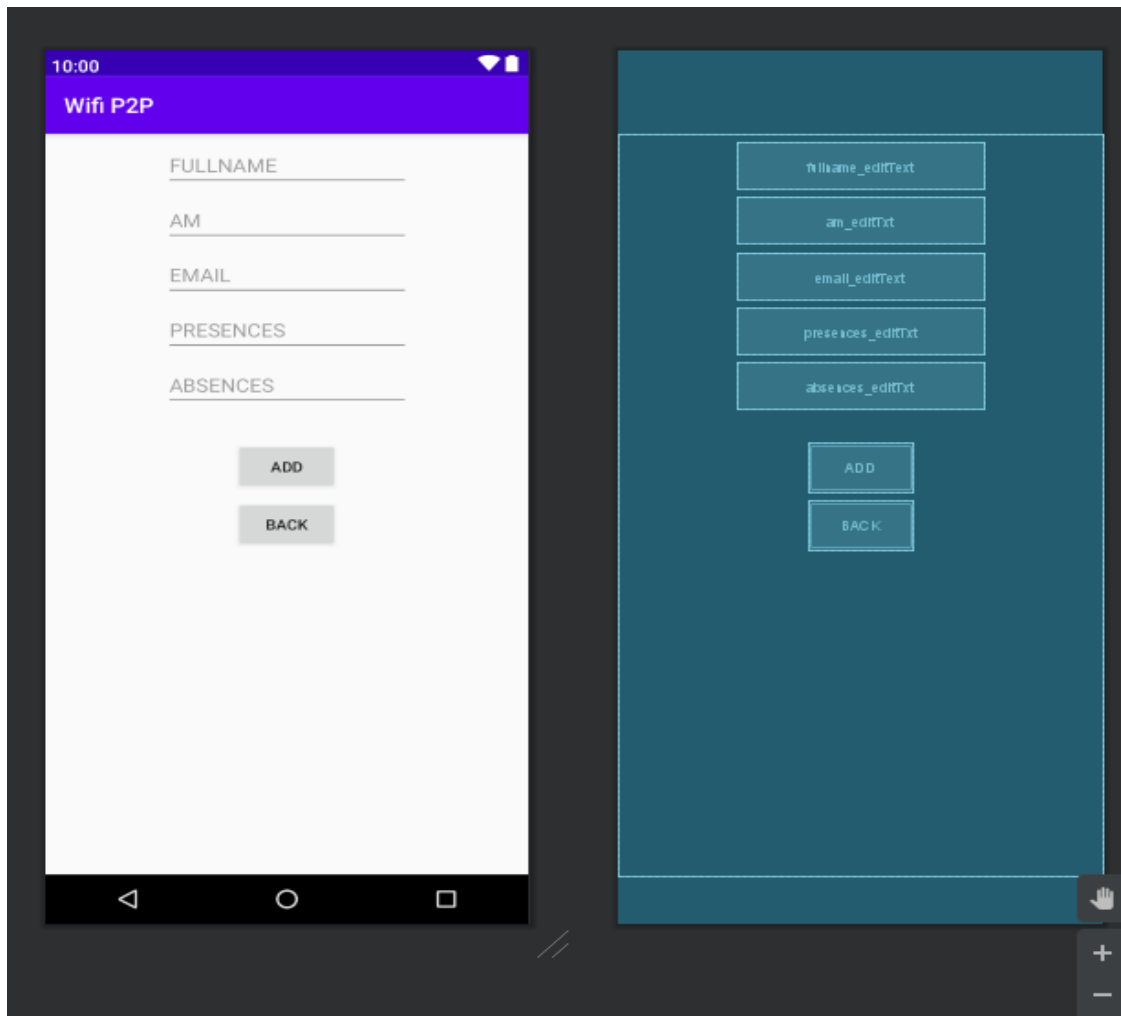 10:00
Wifi P2P
FULLNAME
AM
EMAIL
PRESENCES
ABSENCES
ADD
BACK
fullname_editText
am_editTxt
email_editText
presences_editTxt
absences_editTxt
ADD
BACK